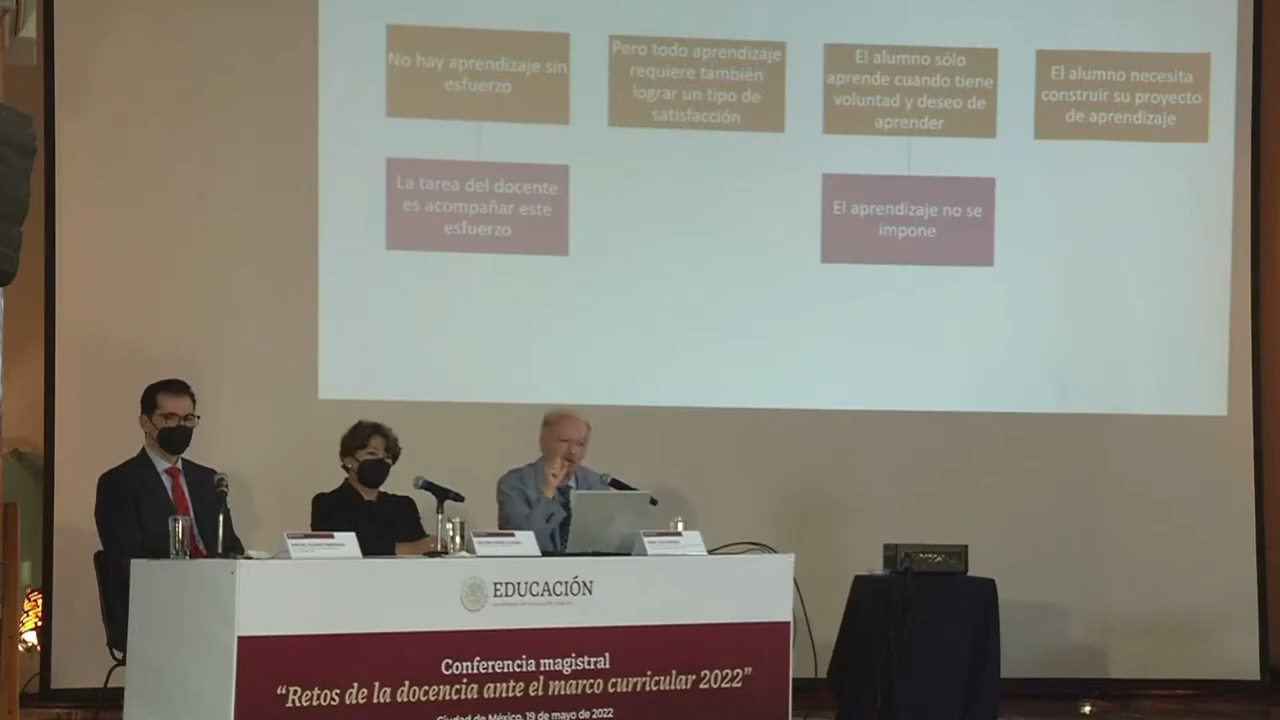 No hay aprendizaje sin
esfuerzo
Pero todo aprendizaje
requiere también
lograr un tipo de
satisfacción
El alumno sólo
aprende cuando tiene
voluntad y deseo de
aprender
El alumno necesita
construir su proyecto
de aprendizaje
La tarea del docente
es acompañar este
esfuerzo
El aprendizaje no se
impone
EDUCACIÓN
Conferencia magistral
“Retos de la docencia ante el marco curricular 2022”
Ciudad de México, 19 de mayo de 2022